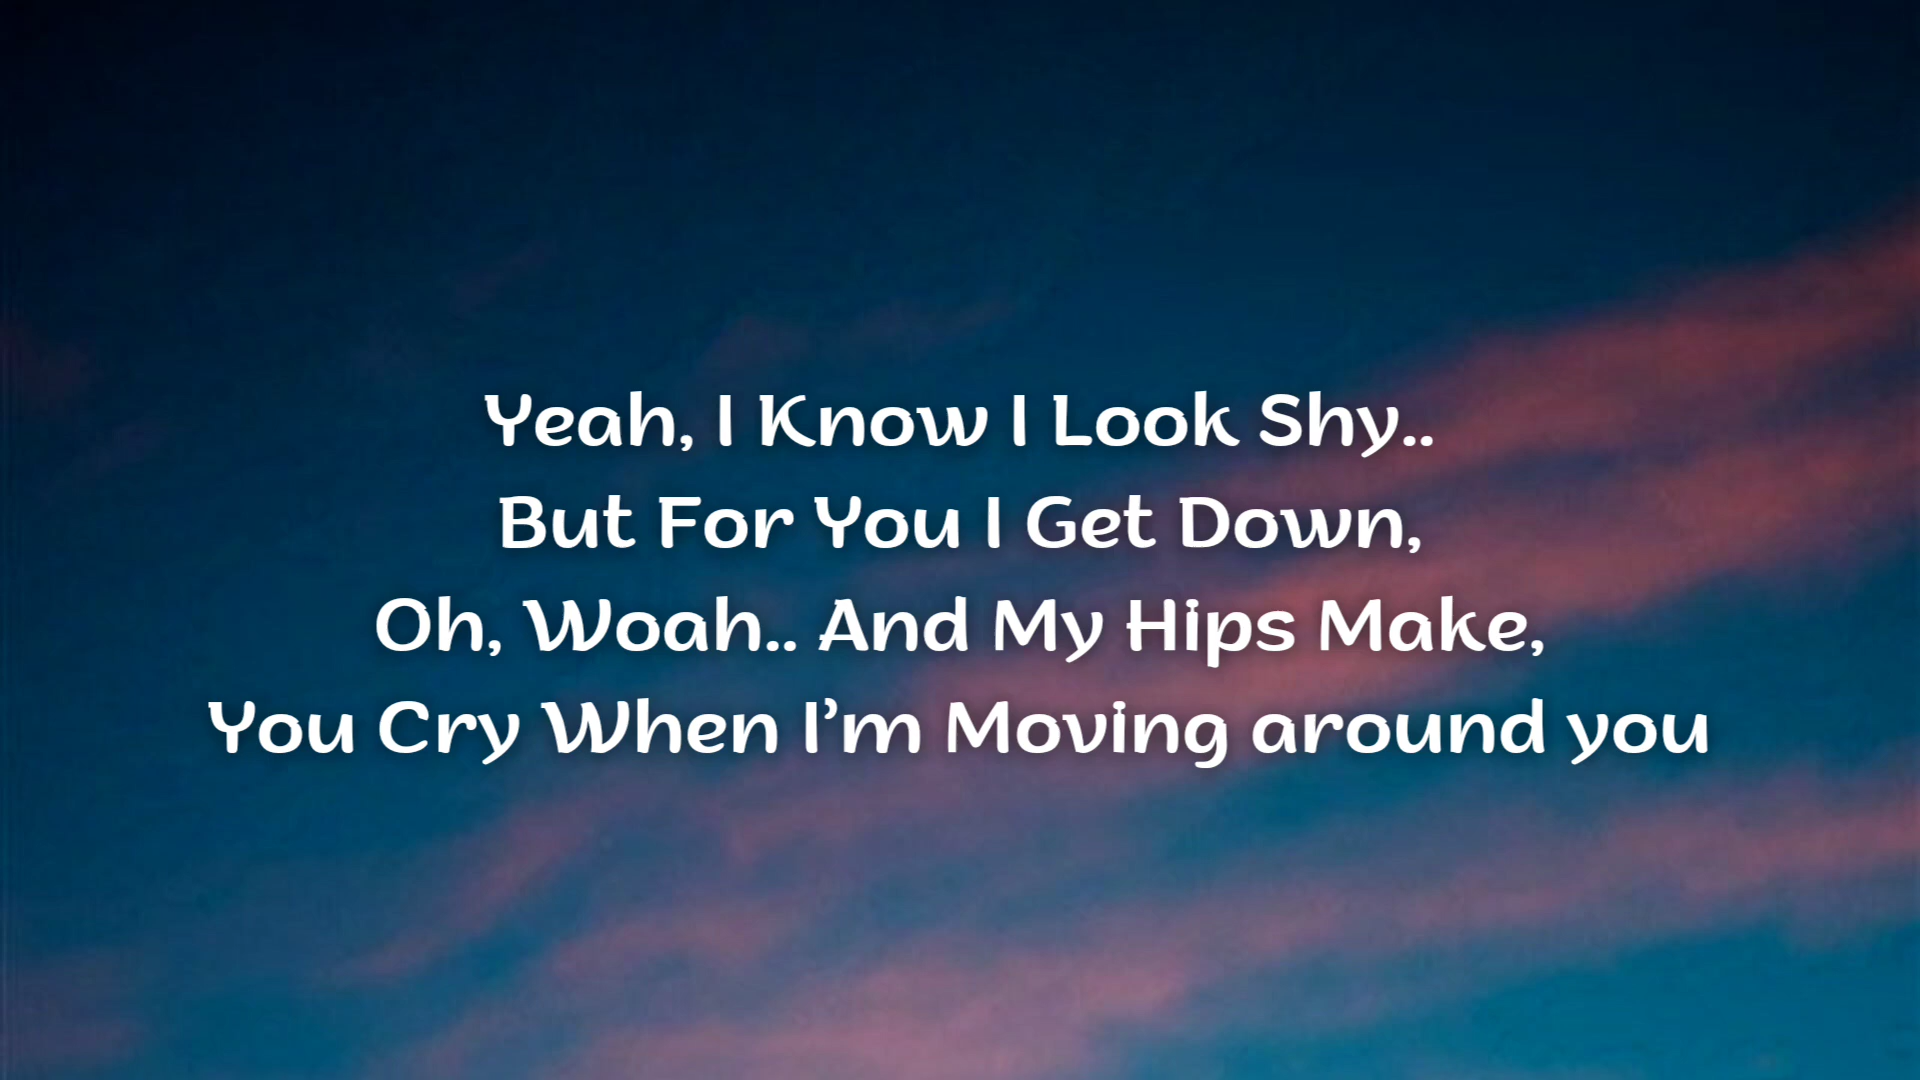 Yeah, I Know I Look Shy..
But For You I Get Down,
Oh, Woah.. And My Hips Make,
You Cry When I’m Moving around you